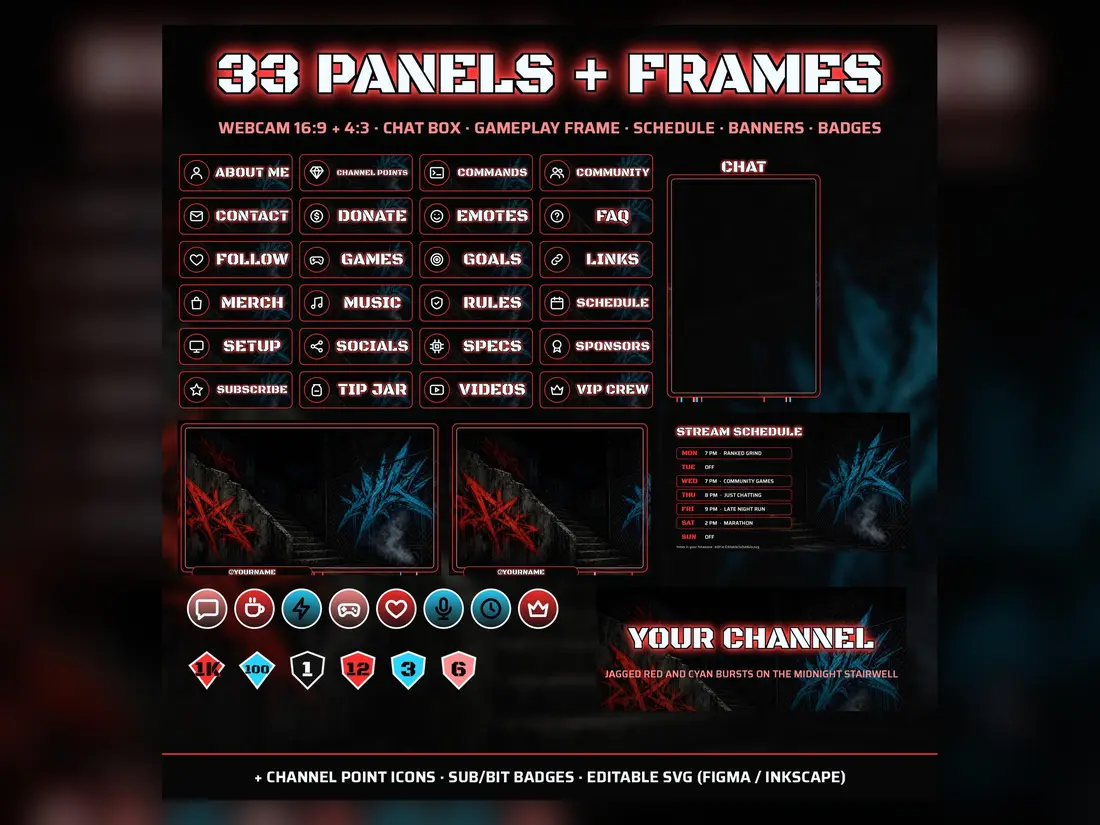 33 PANELS + FRAMES
WEBCAM 16:9 + 4:3 · CHAT BOX · GAMEPLAY FRAME · SCHEDULE · BANNERS · BADGES
ABOUT ME
CHANNEL POINTS
COMMANDS
COMMUNITY
CONTACT
DONATE
EMOTES
FAQ
FOLLOW
GAMES
GOALS
LINKS
MERCH
MUSIC
RULES
SCHEDULE
SETUP
SOCIALS
SPECS
SPONSORS
SUBSCRIBE
TIP JAR
VIDEOS
VIP CREW
CHAT
@YOURNAME
@YOURNAME
STREAM SCHEDULE
MON 7 PM · RANKED GRIND
TUE OFF
WED 7 PM · COMMUNITY GAMES
THU 8 PM · JUST CHATTING
FRI 9 PM · LATE NIGHT RUN
SAT 2 PM · MARATHON
SUN OFF
1K
100
1
12
3
6
YOUR CHANNEL
JAGGED RED AND CYAN BURSTS ON THE MIDNIGHT STAIRWELL
+ CHANNEL POINT ICONS · SUB/BIT BADGES · EDITABLE SVG (FIGMA / INKSCAPE)